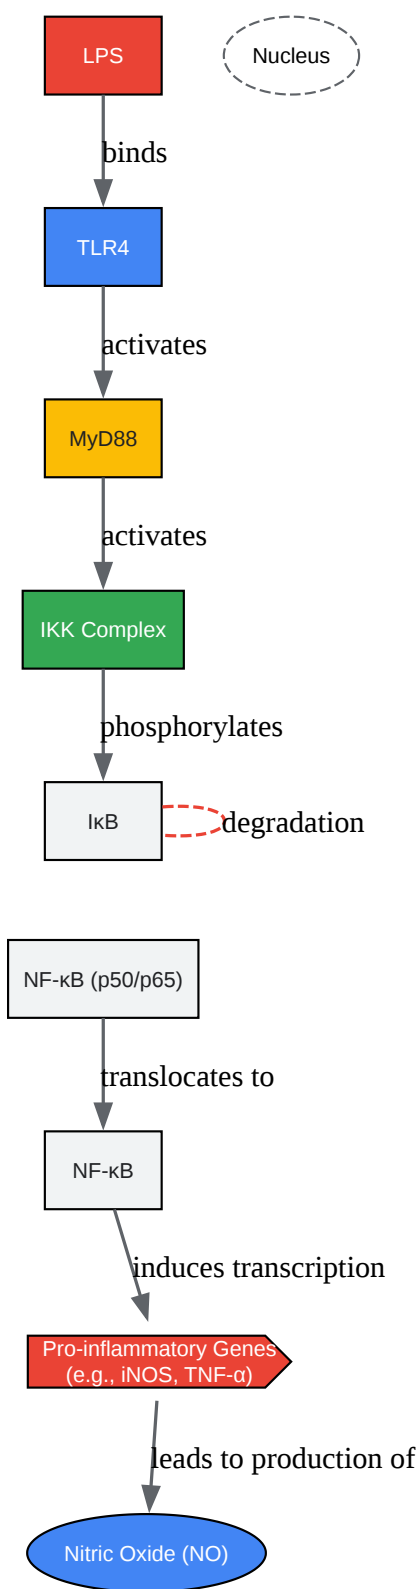 LPS
Nucleus
binds
TLR4
activates
MyD88
activates
IKK Complex
phosphorylates
IκB
degradation
NF-κB (p50/p65)
translocates to
NF-κB
induces transcription
Pro-inflammatory Genes
(e.g., iNOS, TNF-α)
leads to production of
Nitric Oxide (NO)